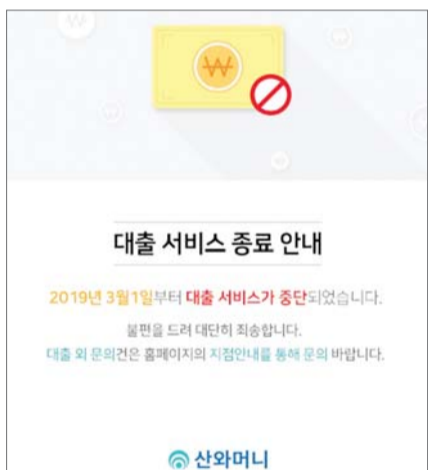 대출 서비스 종료 안내
2019년 3월1일부터 대출 서비스가 중단되었습니다.
불편을 드려 대단히 죄송합니다.
대출 외 문의건은 홈페이지의 지점안내를 통해 문의 바랍니다.
산와머니